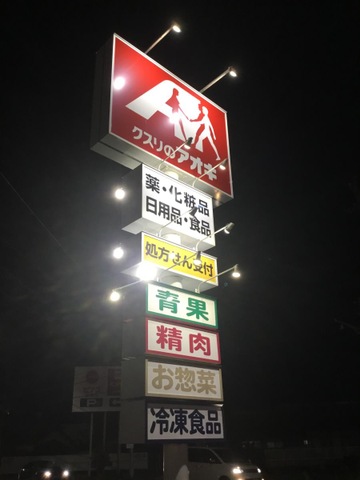 クスリのアオキ
薬・化粧品
日用品・食品
処方せん受付
青果
精肉
お惣菜
冷凍食品